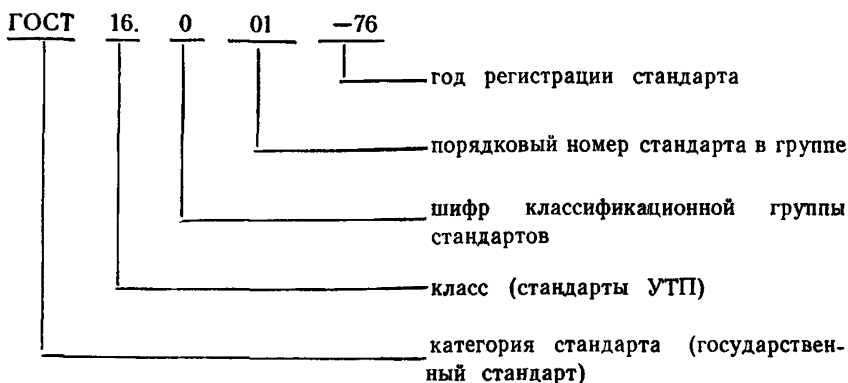 ГОСТ 16. 0 01 —76
год регистрации стандарта
порядковый номер стандарта в группе
шифр классификационной группы
стандартов
класс (стандарты УТП)
категория стандарта (государствен-
ный стандарт)